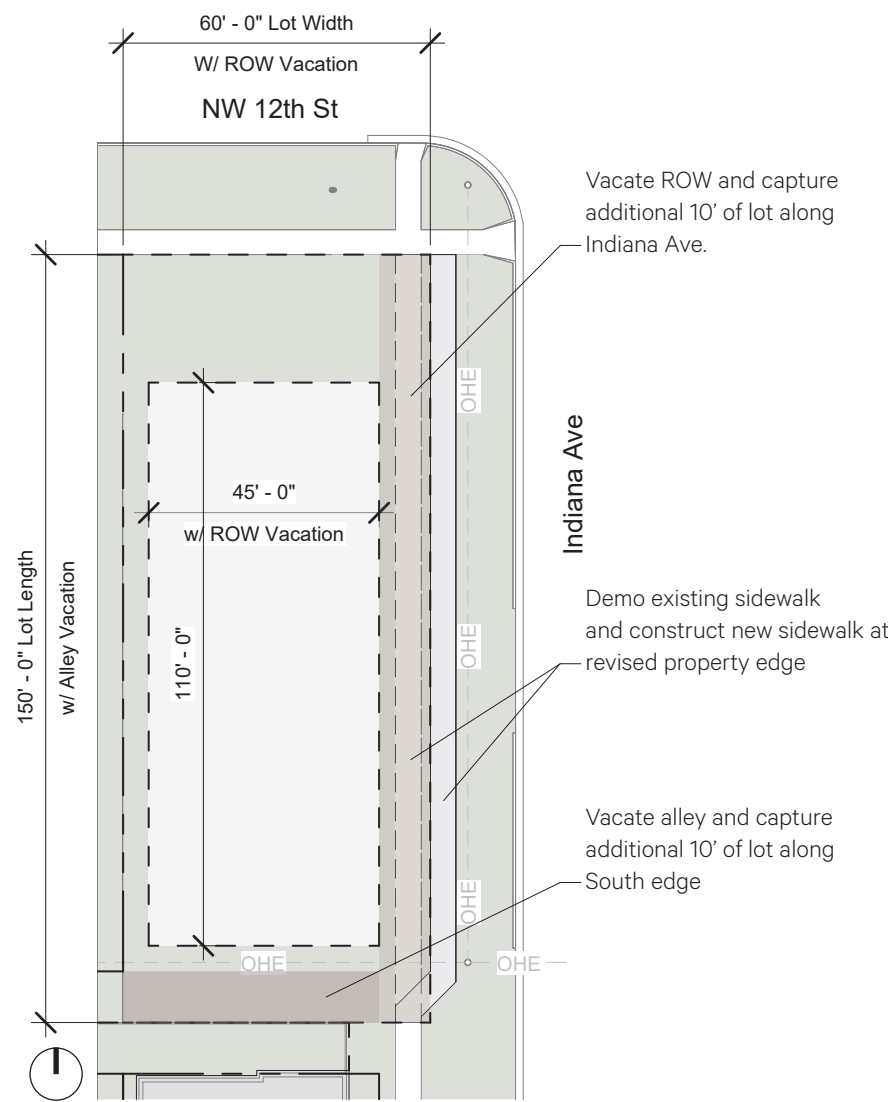 60' - 0" Lot Width
W/ ROW Vacation
NW 12th St
Vacate ROW and capture
additional 10’ of lot along
Indiana Ave.
OHE
Indiana Ave
45' - 0"
w/ ROW Vacation
150' - 0" Lot Length
w/ Alley Vacation
110' - 0"
Demo existing sidewalk
and construct new sidewalk at
revised property edge
OHE
Vacate alley and capture
additional 10’ of lot along
South edge
OHE
OHE
OHE